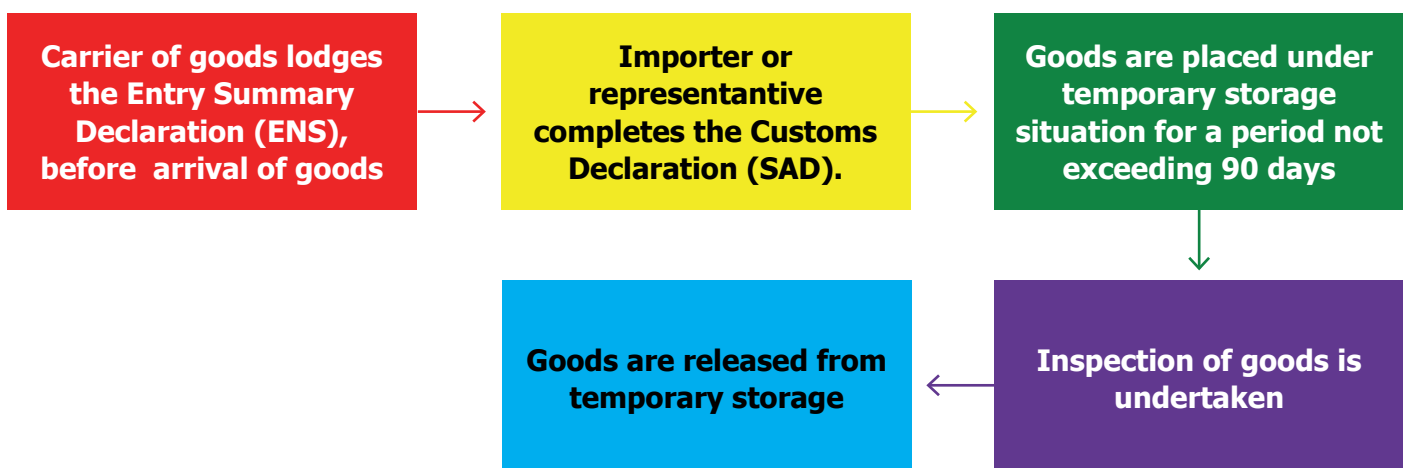 Carrier of goods lodges
the Entry Summary
Declaration (ENS),
before  arrival of goods
Importer or
representantive
completes the Customs
Declaration (SAD).
Goods are placed under
temporary storage
situation for a period not
exceeding 90 days
Goods are released from
temporary storage
Inspection of goods is
undertaken